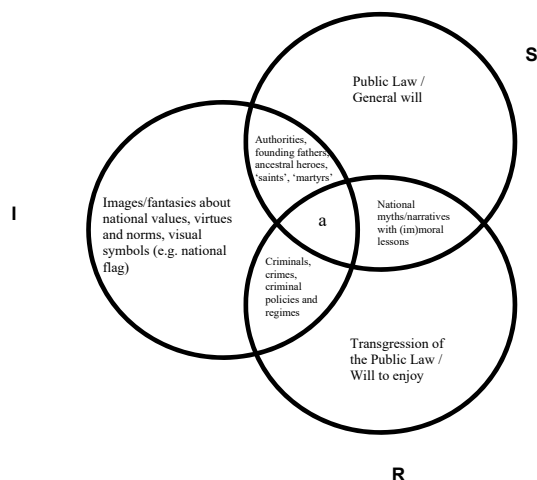 S
Public Law /
General will
Authorities,
founding fathers,
ancestral heroes,
‘saints’, ‘martyrs’
I
Images/fantasies about
national values, virtues
and norms, visual
symbols (e.g. national
flag)
a
National
myths/narratives
with (im)moral
lessons
Criminals,
crimes,
criminal
policies and
regimes
Transgression of
the Public Law /
Will to enjoy
R